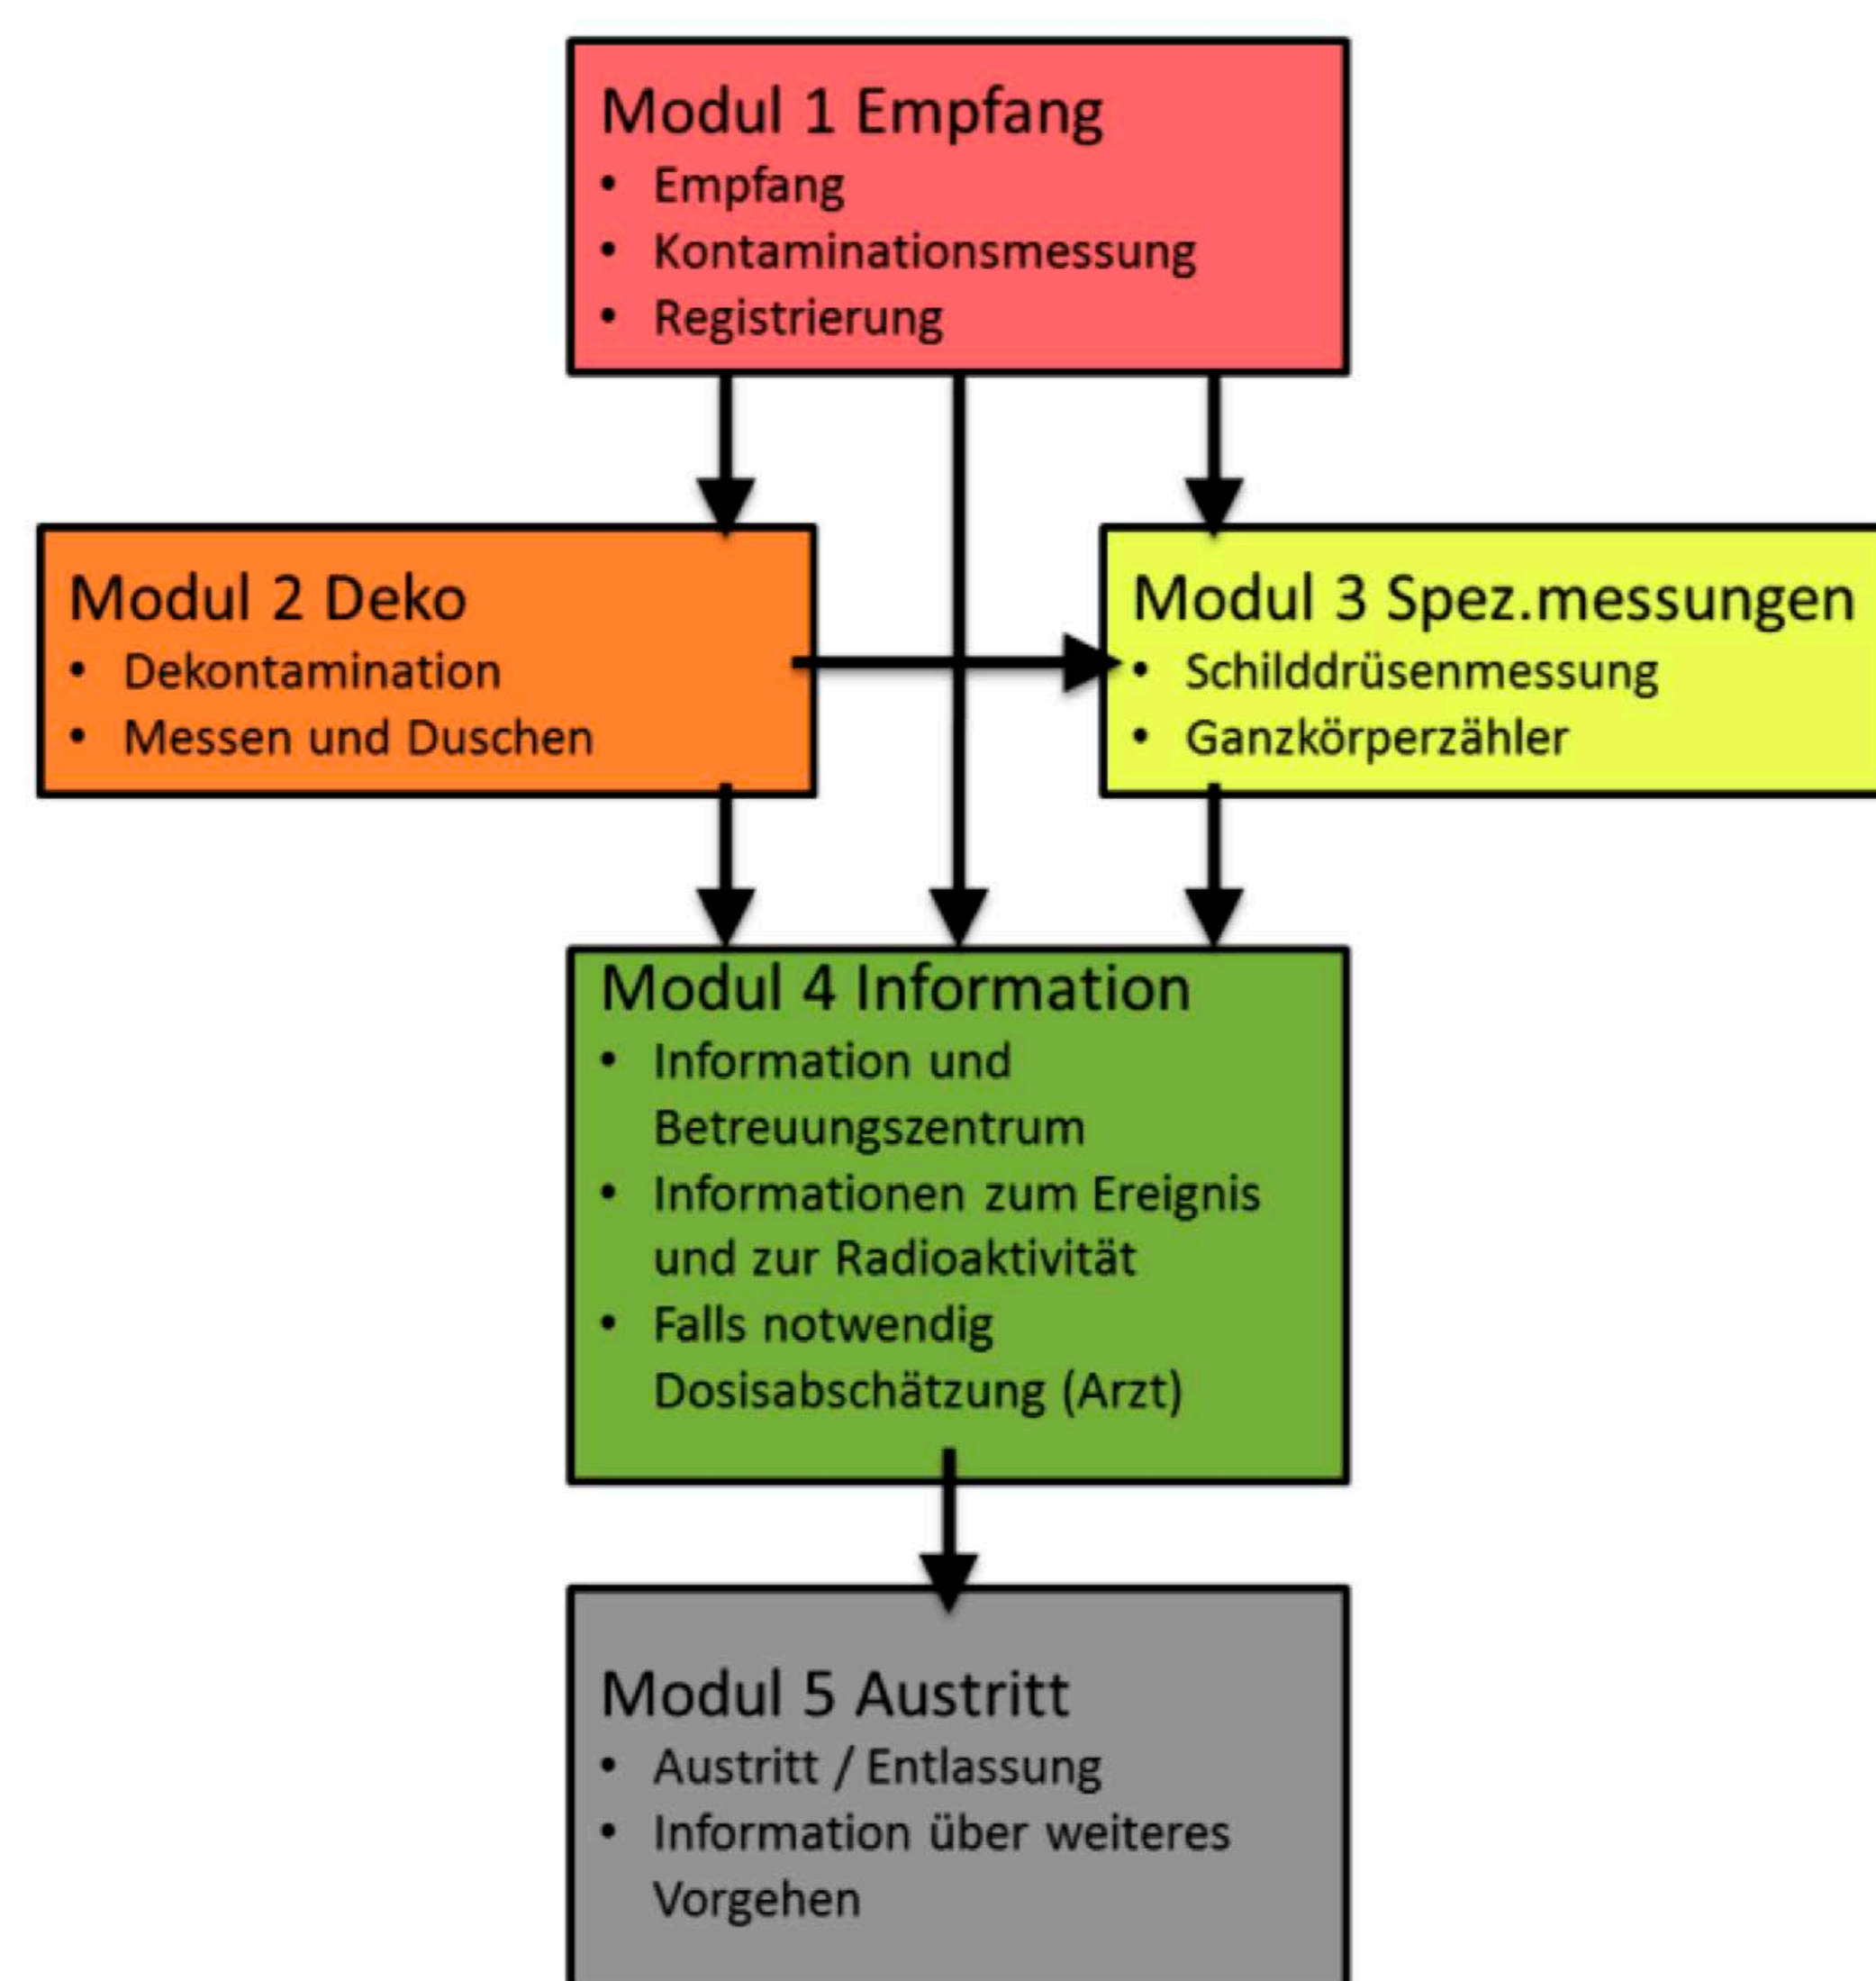 Modul 1 Empfang
• Empfang
• Kontaminationsmessung
• Registrierung
Modul 2 Deko
• Dekontamination
• Messen und Duschen
Modul 3 Spez.messungen
• Schilddrüsenmessung
• Ganzkörperzähler
Modul 4 Information
• Information und
Betreuungszentrum
• Informationen zum Ereignis
und zur Radioaktivität
• Falls notwendig
Dosisabschätzung (Arzt)
Modul 5 Austritt
• Austritt / Entlassung
• Information über weiteres
Vorgehen